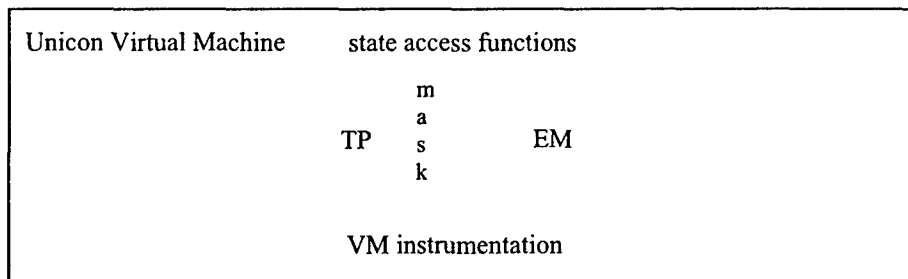 Unicon Virtual Machine state access functions
m
a
TP s EM
k
VM instrumentation